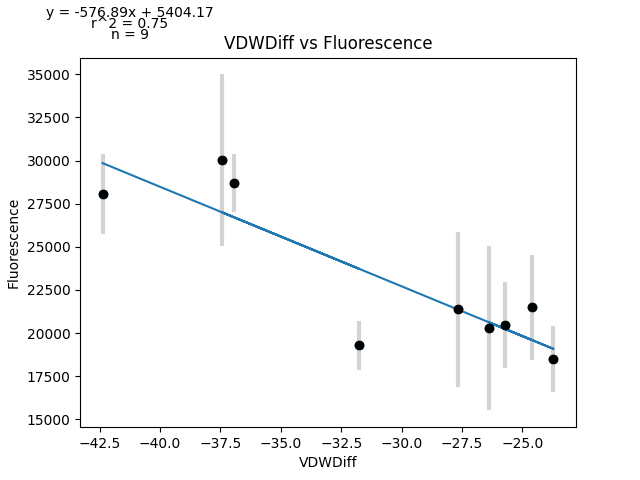 y = -576.89x + 5404.17
r^2 = 0.75
n = 9
VDWDiff vs Fluorescence
Fluorescence
35000
32500
30000
27500
25000
22500
20000
17500
15000
−42.5 −40.0 −37.5 −35.0 −32.5 −30.0 −27.5 −25.0
VDWDiff